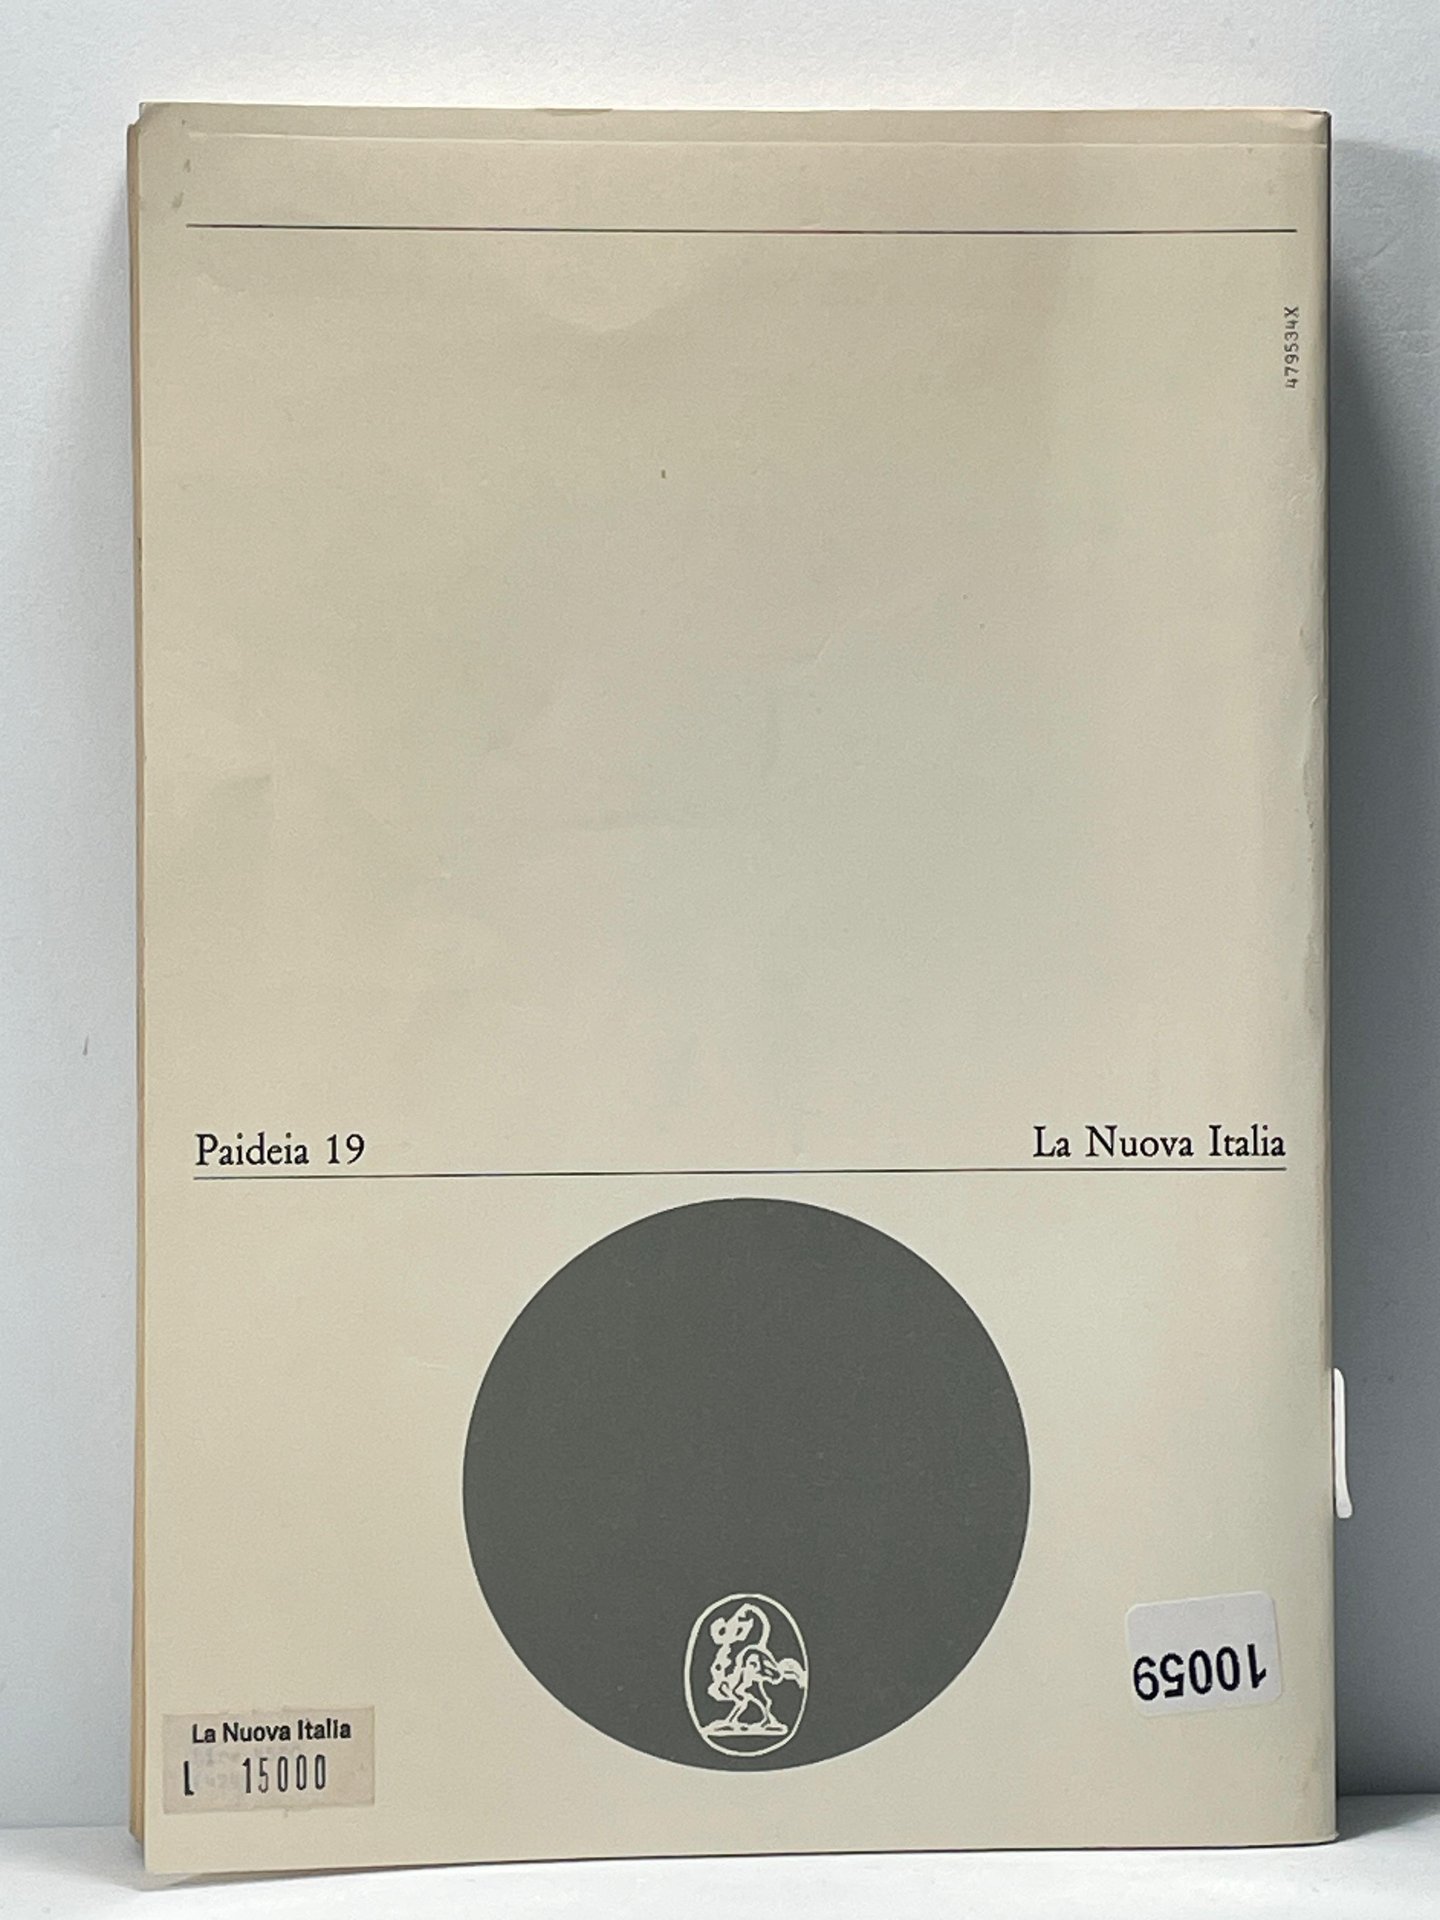 479534X
Paideia 19
La Nuova Italia
La Nuova Italia
L 15000
10059